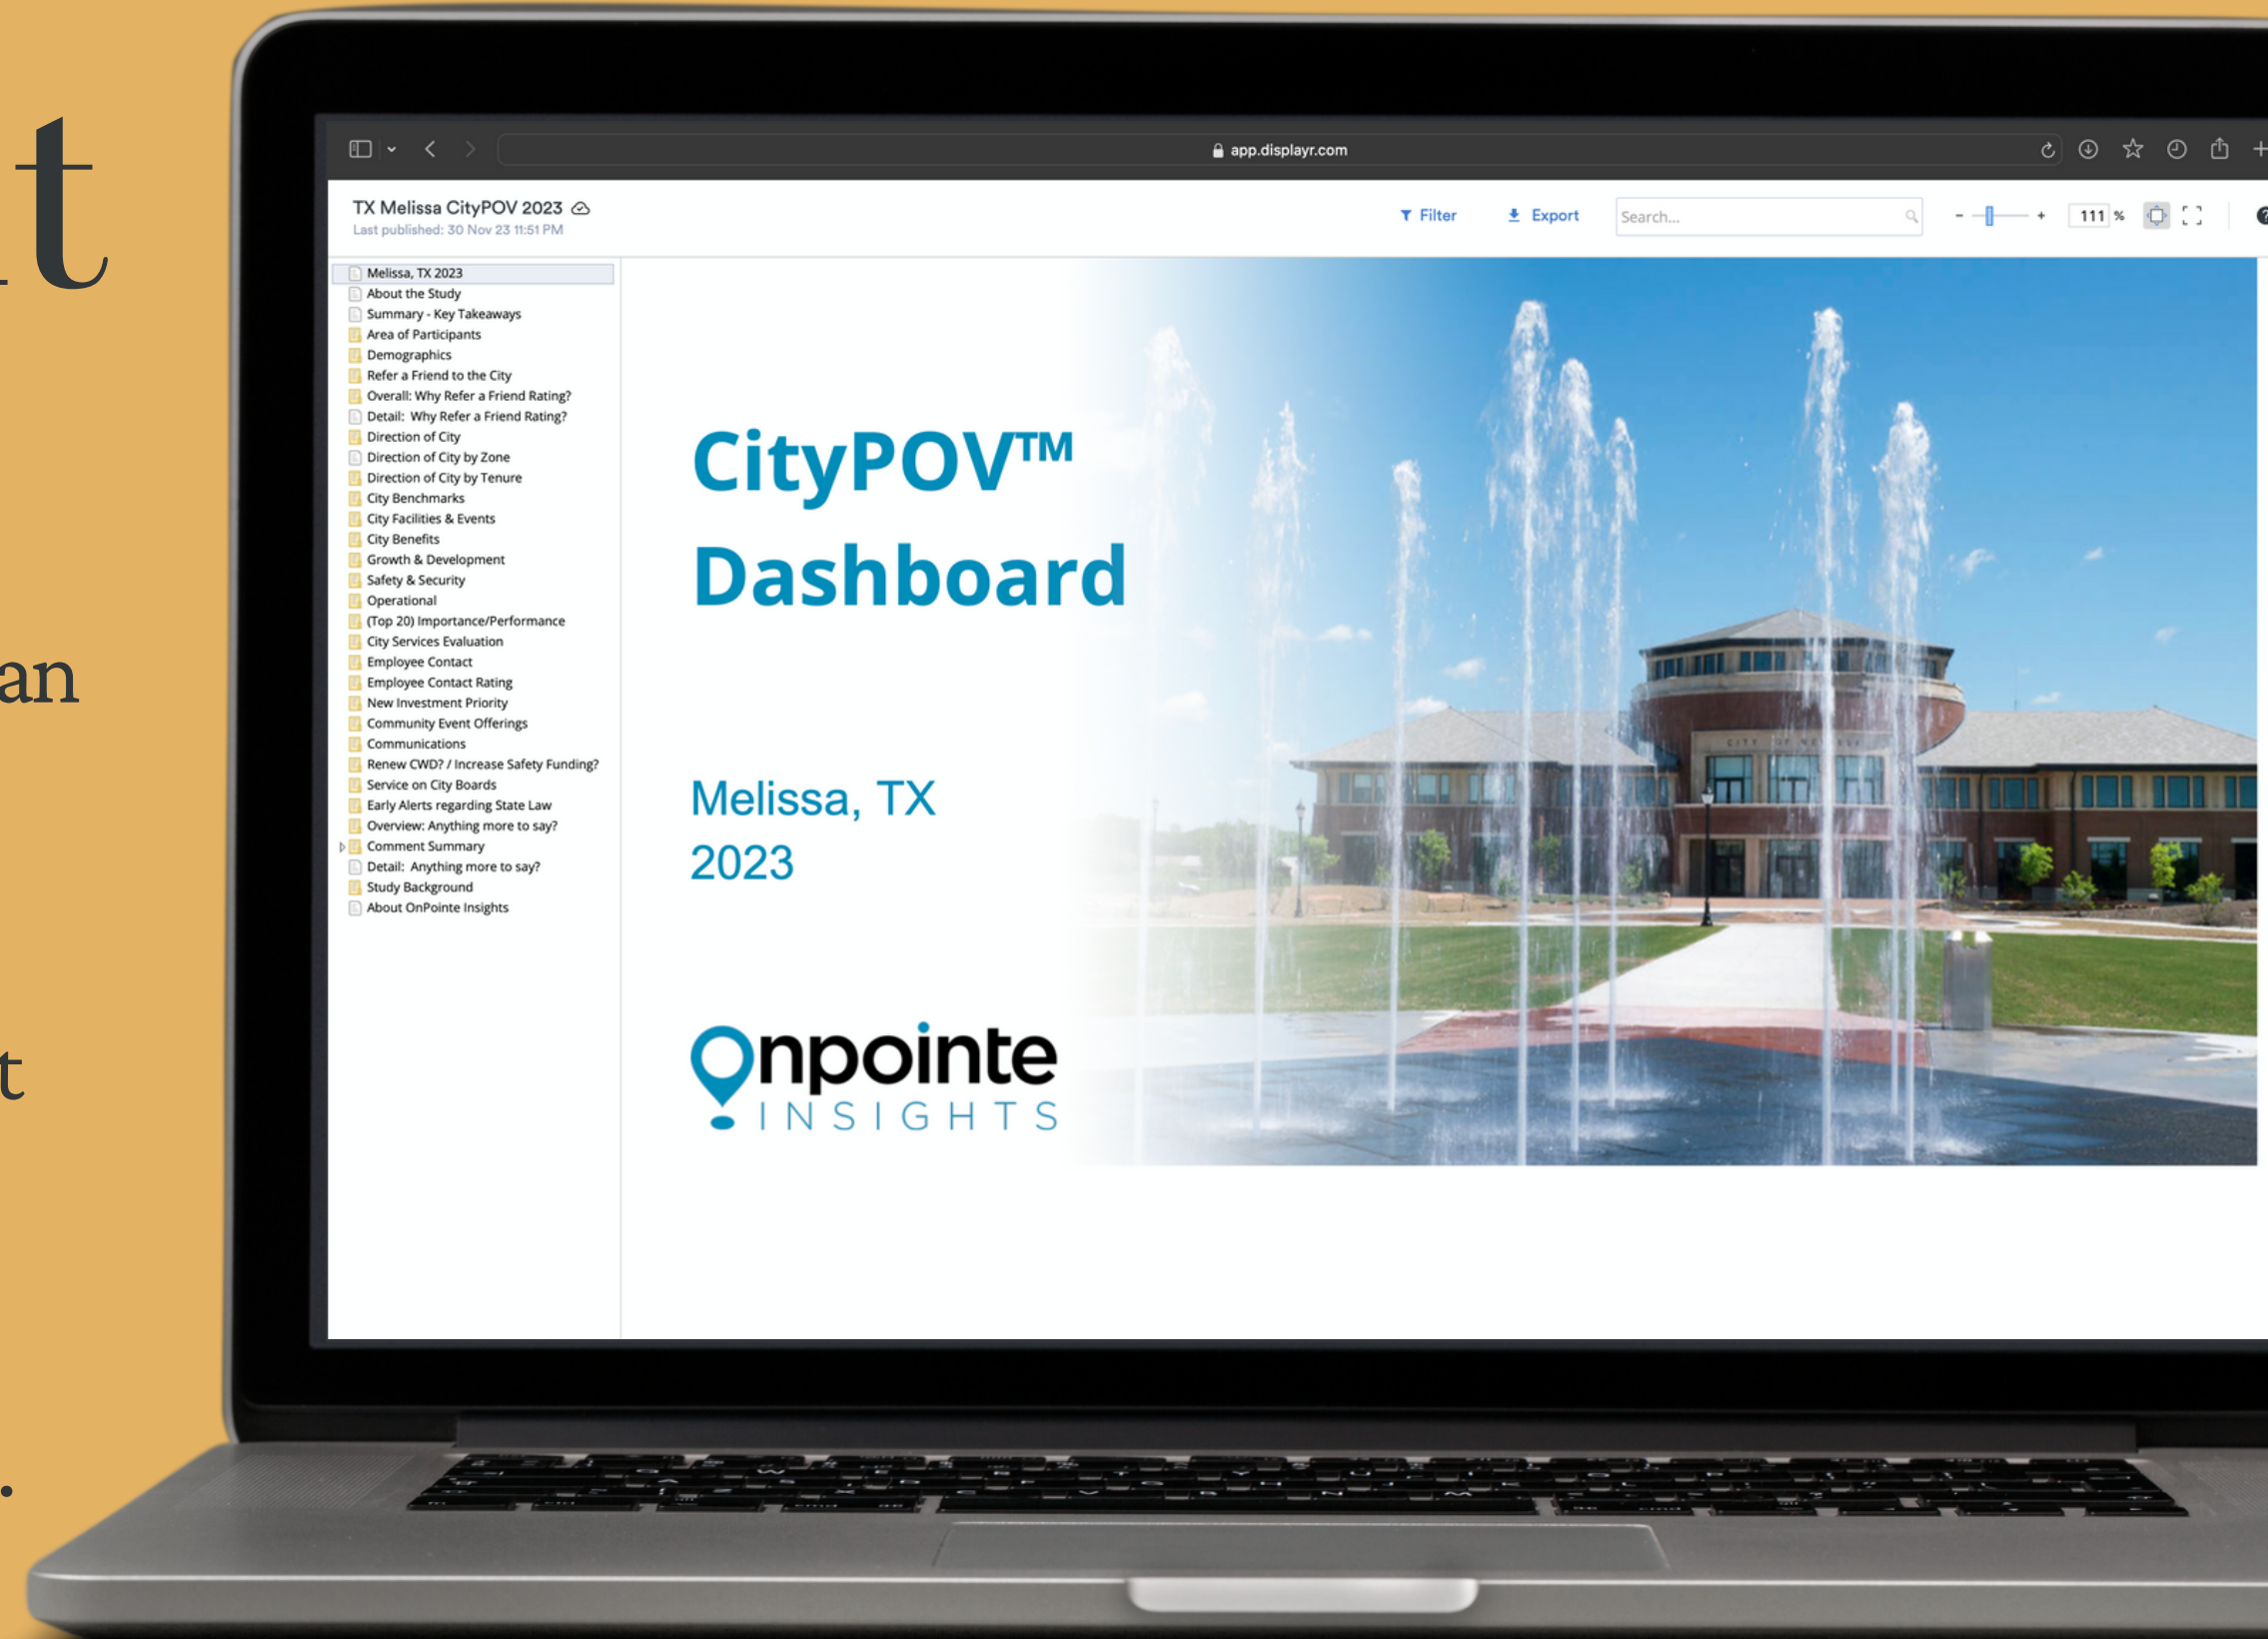 t
an
t
.
app.displayr.com
TX Melissa CityPOV 2023
Last published: 30 Nov 23 11:51 PM
Filter
Export
Search...
- +
111 %
Melissa, TX 2023
About the Study
Summary - Key Takeaways
Area of Participants
Demographics
Refer a Friend to the City
Overall: Why Refer a Friend Rating?
Detail: Why Refer a Friend Rating?
Direction of City
Direction of City by Zone
Direction of City by Tenure
City Benchmarks
City Facilities & Events
City Benefits
Growth & Development
Safety & Security
Operational
(Top 20) Importance/Performance
City Services Evaluation
Employee Contact
Employee Contact Rating
New Investment Priority
Community Event Offerings
Communications
Renew CWD? / Increase Safety Funding?
Service on City Boards
Early Alerts regarding State Law
Overview: Anything more to say?
Comment Summary
Detail: Anything more to say?
Study Background
About OnPointe Insights
CityPOV™
Dashboard
Melissa, TX
2023
Onpointe
INSIGHTS
CITY OF MELISSA